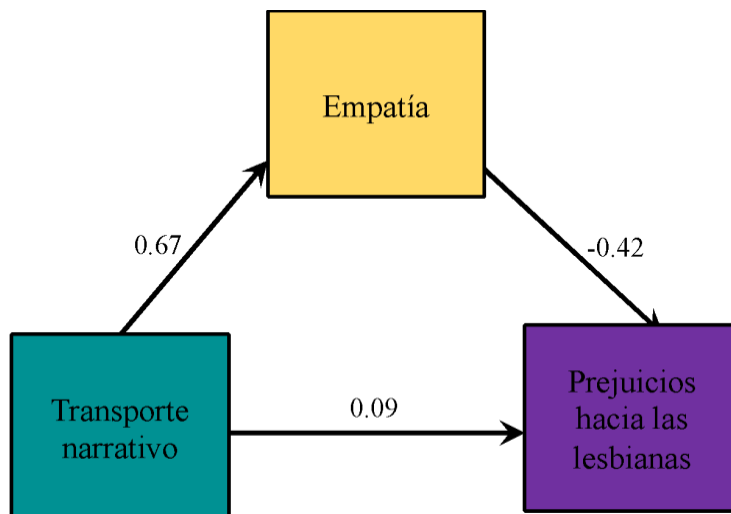 Empatía
0.67
-0.42
Transporte
narrativo
0.09
Prejuicios
hacia las
lesbianas